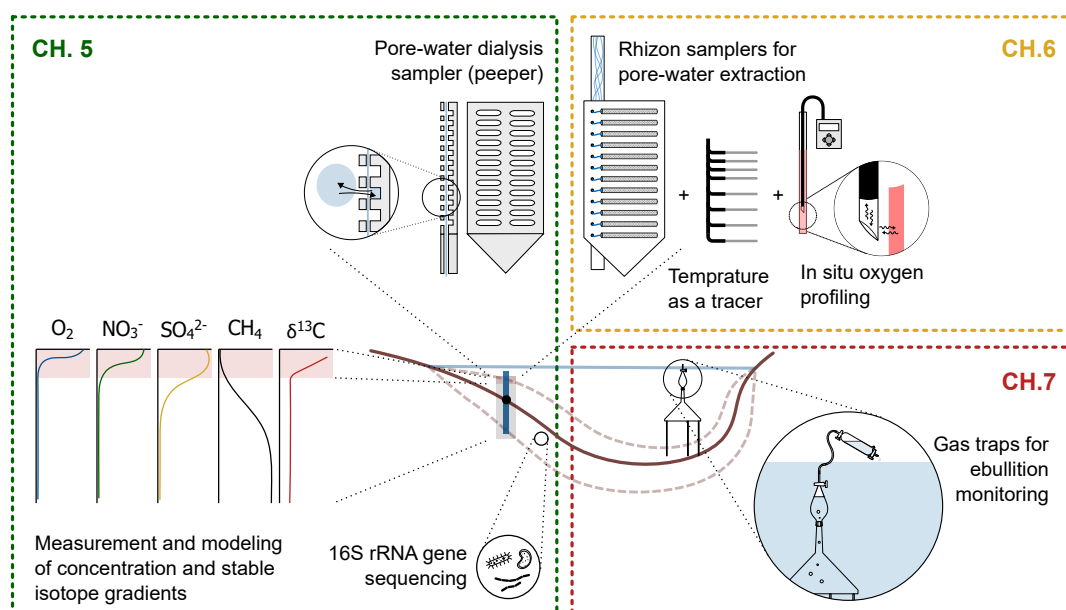 CH. 5
Pore-water dialysis
sampler (peeper)
CH.6
Rhizon samplers for
pore-water extraction
+
+
Temprature
as a tracer
In situ oxygen
profiling
O₂ NO₃⁻ SO₄²⁻ CH₄ δ¹³C
Measurement and modeling
of concentration and stable
isotope gradients
16S rRNA gene
sequencing
CH.7
Gas traps for
ebullition
monitoring